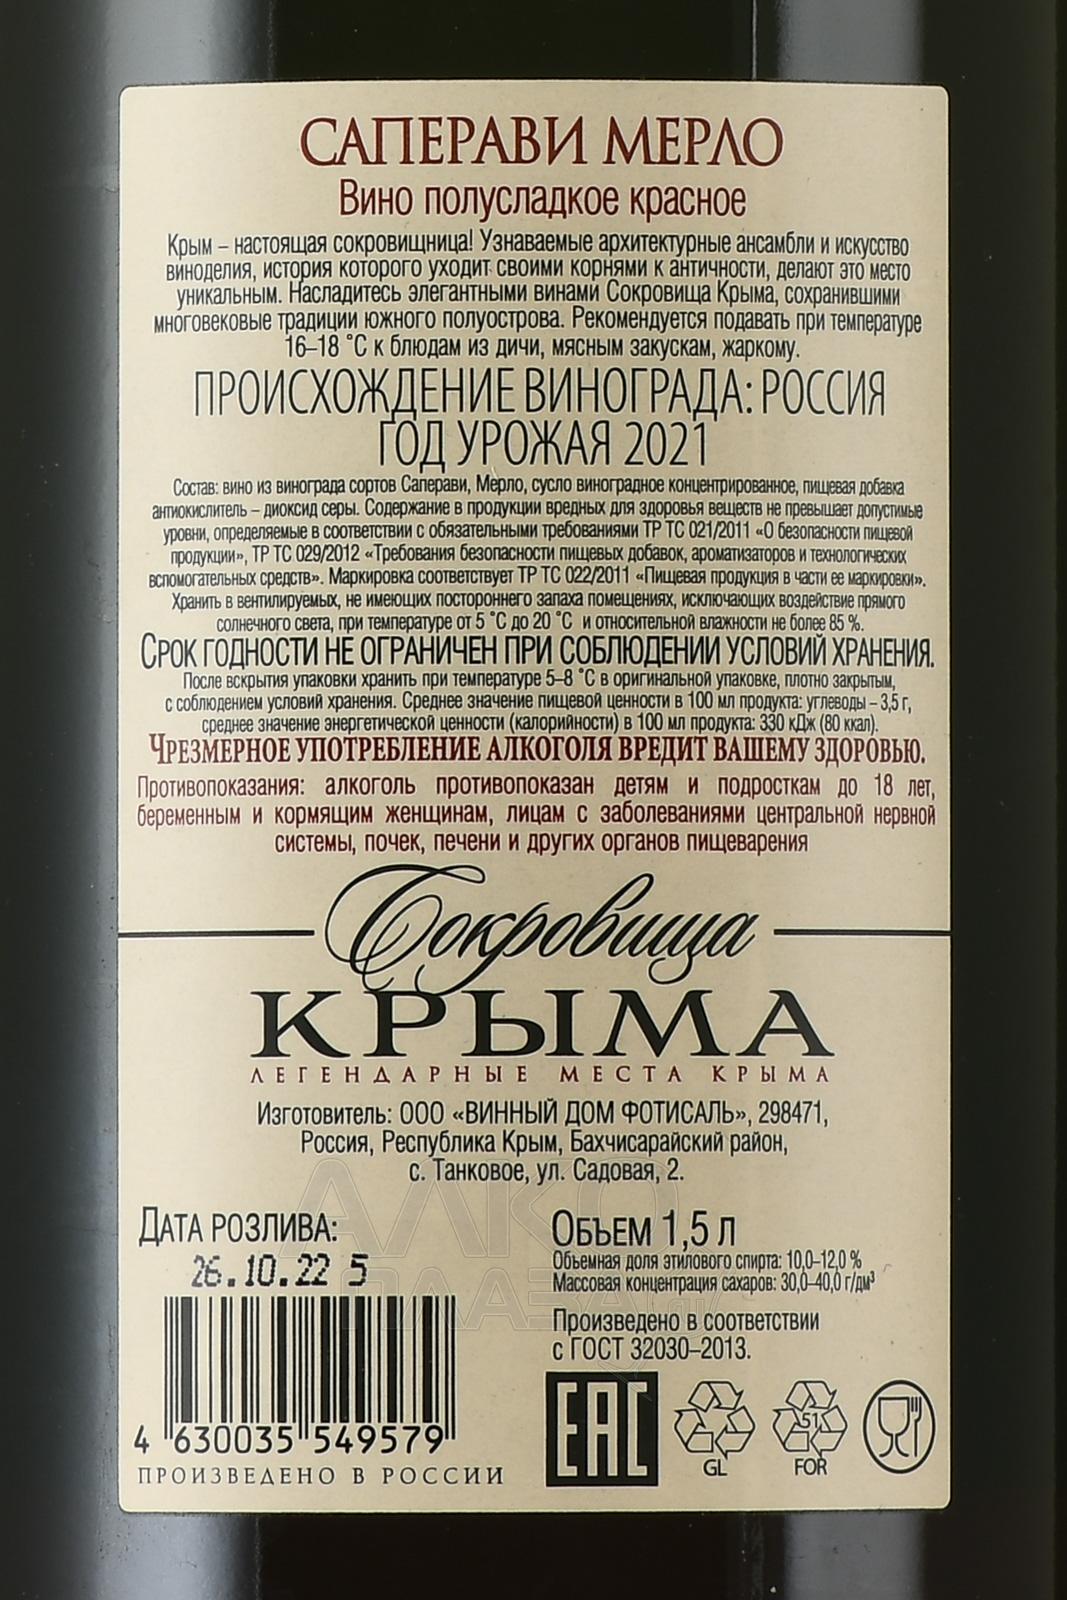 САПЕРАВИ МЕРЛО
Вино полусладкое красное
Крым – настоящая сокровищница! Узнаваемые архитектурные ансамбли и искусство
виноделия, история которого уходит своими корнями к античности, делают это место
уникальным. Насладитесь элегантными винами Сокровища Крыма, сохранившими
многовековые традиции южного полуострова. Рекомендуется подавать при температуре
16–18 °С к блюдам из дичи, мясным закускам, жаркому.
ПРОИСХОЖДЕНИЕ ВИНОГРАДА: РОССИЯ
ГОД УРОЖАЯ 2021
Состав: вино из винограда сортов Саперави, Мерло, сусло виноградное концентрированное, пищевая добавка
антиокислитель – диоксид серы. Содержание в продукции вредных для здоровья веществ не превышает допустимые
уровни, определяемые в соответствии с обязательными требованиями ТР ТС 021/2011 «О безопасности пищевой
продукции», ТР ТС 029/2012 «Требования безопасности пищевых добавок, ароматизаторов и технологических
вспомогательных средств». Маркировка соответствует ТР ТС 022/2011 «Пищевая продукция в части ее маркировки».
Хранить в вентилируемых, не имеющих постороннего запаха помещениях, исключающих воздействие прямого
солнечного света, при температуре от 5 °С до 20 °С и относительной влажности не более 85 %.
СРОК ГОДНОСТИ НЕ ОГРАНИЧЕН ПРИ СОБЛЮДЕНИИ УСЛОВИЙ ХРАНЕНИЯ.
После вскрытия упаковки хранить при температуре 5–8 °С в оригинальной упаковке, плотно закрытым,
с соблюдением условий хранения. Среднее значение пищевой ценности в 100 мл продукта: углеводы – 3,5 г,
среднее значение энергетической ценности (калорийности) в 100 мл продукта: 330 кДж (80 ккал).
ЧРЕЗМЕРНОЕ УПОТРЕБЛЕНИЕ АЛКОГОЛЯ ВРЕДИТ ВАШЕМУ ЗДОРОВЬЮ.
Противопоказания: алкоголь противопоказан детям и подросткам до 18 лет,
беременным и кормящим женщинам, лицам с заболеваниями центральной нервной
системы, почек, печени и других органов пищеварения
Сокровища
КРЫМА
ЛЕГЕНДАРНЫЕ МЕСТА КРЫМА
Изготовитель: ООО «ВИННЫЙ ДОМ ФОТИСАЛЬ», 298471,
Россия, Республика Крым, Бахчисарайский район,
с. Танковое, ул. Садовая, 2.
АЛКО
ПЛАЗА.ru
ДАТА РОЗЛИВА:
26.10.22 5
4 630035 549579
ПРОИЗВЕДЕНО В РОССИИ
ОБЪЕМ 1,5 л
Объемная доля этилового спирта: 10,0–12,0 %
Массовая концентрация сахаров: 30,0–40,0 г/дм³
Произведено в соответствии
с ГОСТ 32030–2013.
EAC
GL
51
FOR